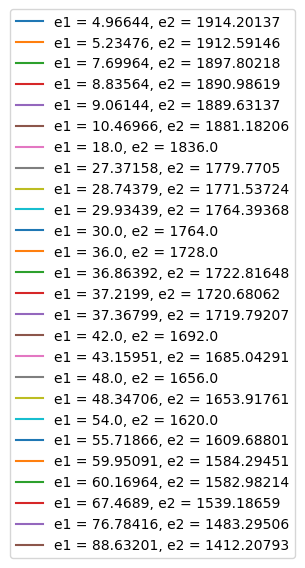 e1 = 4.96644, e2 = 1914.20137
e1 = 5.23476, e2 = 1912.59146
e1 = 7.69964, e2 = 1897.80218
e1 = 8.83564, e2 = 1890.98619
e1 = 9.06144, e2 = 1889.63137
e1 = 10.46966, e2 = 1881.18206
e1 = 18.0, e2 = 1836.0
e1 = 27.37158, e2 = 1779.7705
e1 = 28.74379, e2 = 1771.53724
e1 = 29.93439, e2 = 1764.39368
e1 = 30.0, e2 = 1764.0
e1 = 36.0, e2 = 1728.0
e1 = 36.86392, e2 = 1722.81648
e1 = 37.2199, e2 = 1720.68062
e1 = 37.36799, e2 = 1719.79207
e1 = 42.0, e2 = 1692.0
e1 = 43.15951, e2 = 1685.04291
e1 = 48.0, e2 = 1656.0
e1 = 48.34706, e2 = 1653.91761
e1 = 54.0, e2 = 1620.0
e1 = 55.71866, e2 = 1609.68801
e1 = 59.95091, e2 = 1584.29451
e1 = 60.16964, e2 = 1582.98214
e1 = 67.4689, e2 = 1539.18659
e1 = 76.78416, e2 = 1483.29506
e1 = 88.63201, e2 = 1412.20793